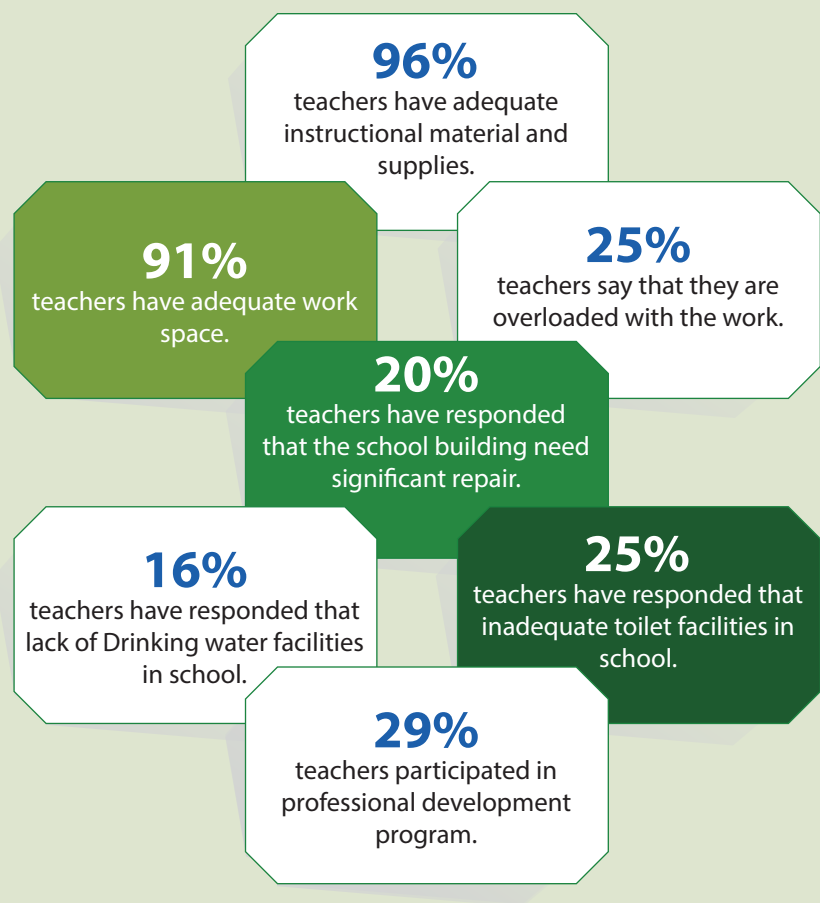 96%
teachers have adequate
instructional material and
supplies.
91%
teachers have adequate work
space.
25%
teachers say that they are
overloaded with the work.
20%
teachers have responded
that the school building need
significant repair.
16%
teachers have responded that
lack of Drinking water facilities
in school.
25%
teachers have responded that
inadequate toilet facilities in
school.
29%
teachers participated in
professional development
program.